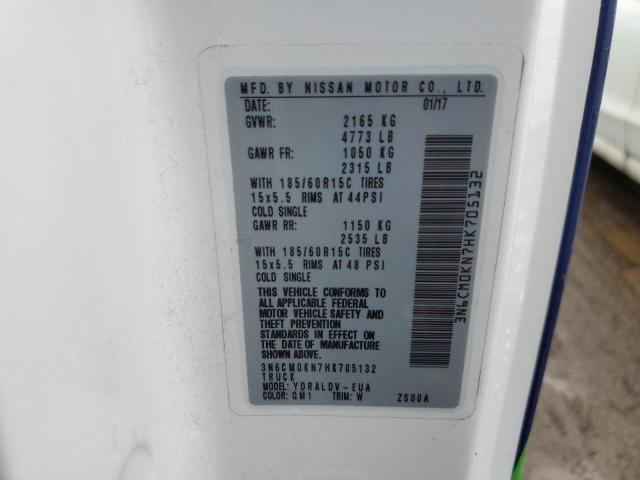 MFD. BY NISSAN MOTOR CO., LTD.
DATE: 01/17
GVWR: 2165 KG
4773 LB
GAWR FR: 1050 KG
2315 LB
WITH 185/60R15C TIRES
15x5.5 RIMS AT 44PSI
COLD SINGLE
GAWR RR: 1150 KG
2535 LB
WITH 185/60R15C TIRES
15x5.5 RIMS AT 48 PSI
COLD SINGLE
THIS VEHICLE CONFORMS TO
ALL APPLICABLE FEDERAL
MOTOR VEHICLE SAFETY AND
THEFT PREVENTION
STANDARDS IN EFFECT ON
THE DATE OF MANUFACTURE
SHOWN ABOVE.
3N6CM0KN7HK705132
TRUCK
MODEL: YDRALDV-EUA
COLOR: QM1 TRIM: W ZS00A
3N6CM0KN7HK705132